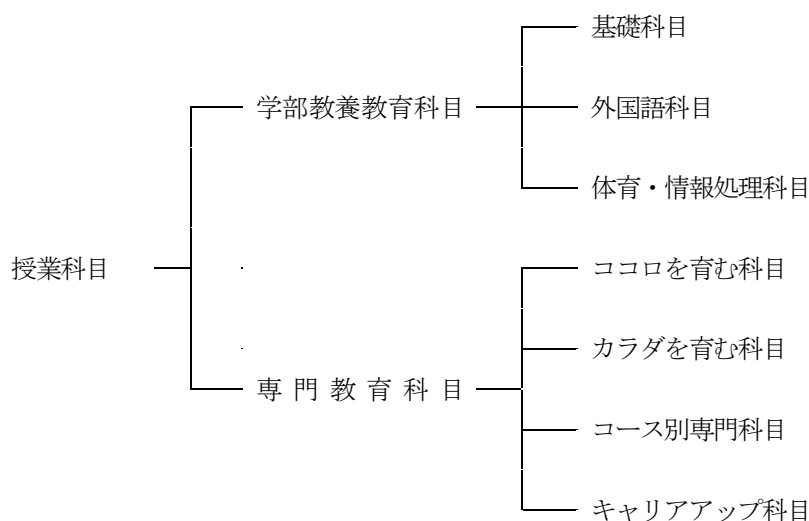 基礎科目
学部教養教育科目
外国語科目
体育・情報処理科目
授業科目
ココロを育む科目
カラダを育む科目
専門教育科目
コース別専門科目
キャリアアップ科目